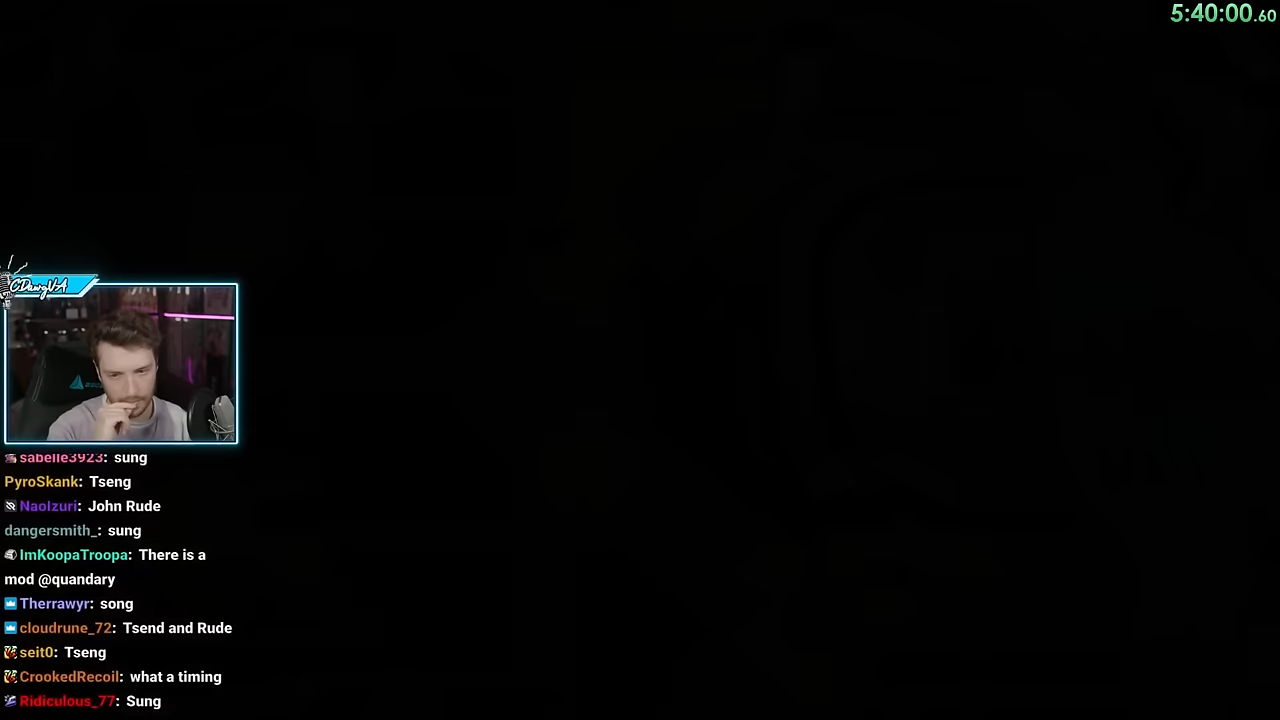 5:40:00.60
CDawgVA
sabelle3923: sung
PyroSkank: Tseng
NaoIzuri: John Rude
dangersmith_: sung
ImKoopaTroopa: There is a
mod @quandary
Therrawyr: song
cloudrune_72: Tsend and Rude
seit0: Tseng
CrookedRecoil: what a timing
Ridiculous_77: Sung